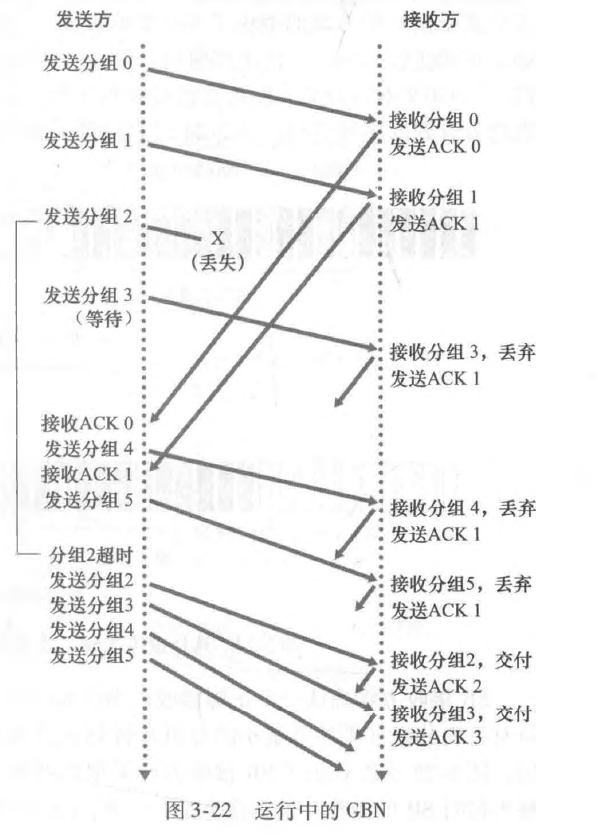 发送方
接收方
发送分组 0
接收分组 0
发送ACK 0
发送分组 1
接收分组 1
发送ACK 1
发送分组 2
X
(丢失)
发送分组 3
（等待）
接收分组 3，丢弃
发送ACK 1
接收ACK 0
发送分组 4
接收ACK 1
发送分组 5
接收分组 4，丢弃
发送ACK 1
分组2超时
发送分组2
发送分组3
发送分组4
发送分组5
接收分组5，丢弃
发送ACK 1
接收分组2，交付
发送ACK 2
接收分组3，交付
发送ACK 3
图 3-22 运行中的 GBN